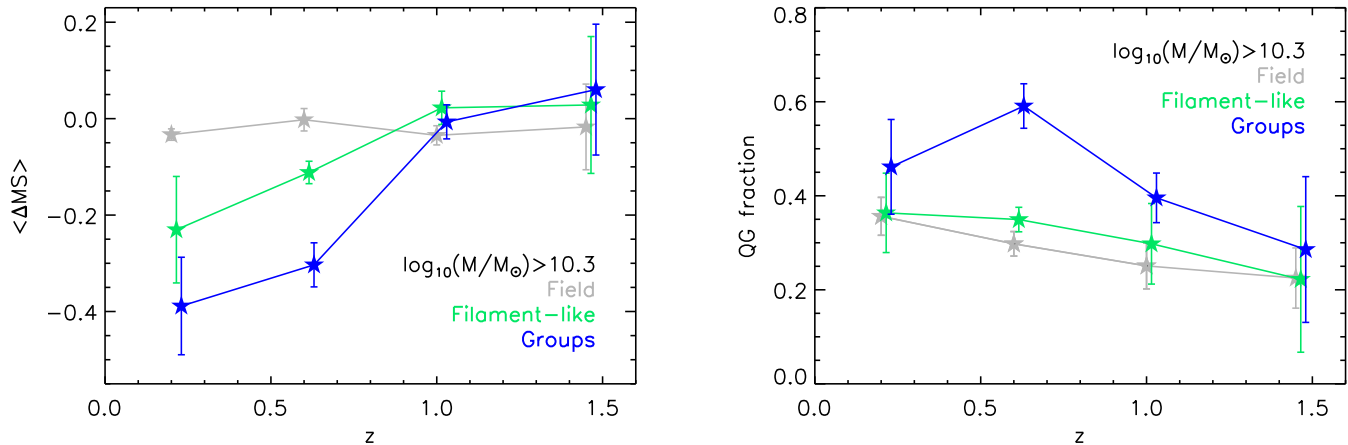 0.2
0.0
−0.2
−0.4
<ΔMS>
log₁₀(M/M☉)>10.3
Field
Filament−like
Groups
0.0 0.5 1.0 1.5
z
0.8
0.6
0.4
0.2
0.0
QG fraction
log₁₀(M/M☉)>10.3
Field
Filament−like
Groups
0.0 0.5 1.0 1.5
z